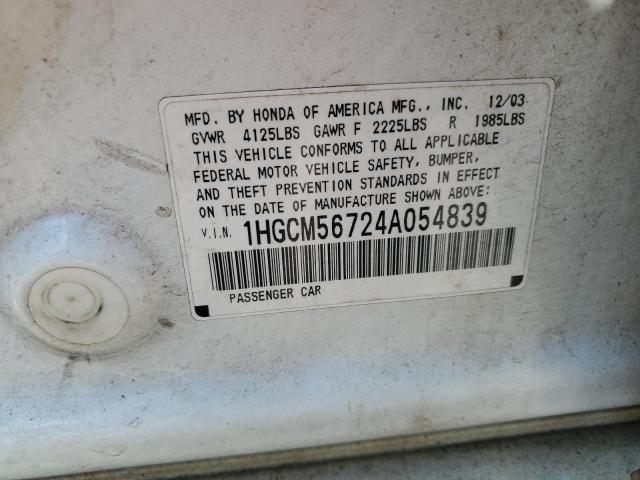 MFD. BY HONDA OF AMERICA MFG., INC. 12/03
GVWR 4125LBS GAWR F 2225LBS R 1985LBS
THIS VEHICLE CONFORMS TO ALL APPLICABLE
FEDERAL MOTOR VEHICLE SAFETY, BUMPER,
AND THEFT PREVENTION STANDARDS IN EFFECT
ON THE DATE OF MANUFACTURE SHOWN ABOVE:
V.I.N. 1HGCM56724A054839
PASSENGER CAR